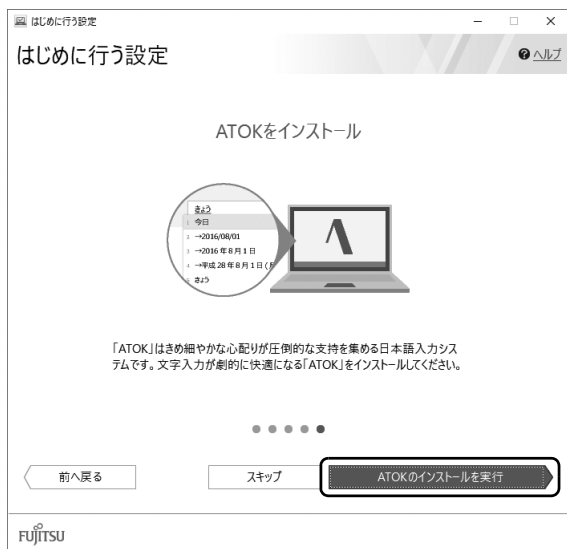 はじめに行う設定
はじめに行う設定
ヘルプ
ATOKをインストール
きょう
1 今日
2 →2016/08/01
3 →2016年8月1日
4 →平成28年8月1日(
5 きょう
「ATOK」はきめ細やかな心配りが圧倒的な支持を集める日本語入力シス
テムです。文字入力が劇的に快適になる「ATOK」をインストールしてください。
前へ戻る
スキップ
ATOKのインストールを実行
FUJITSU